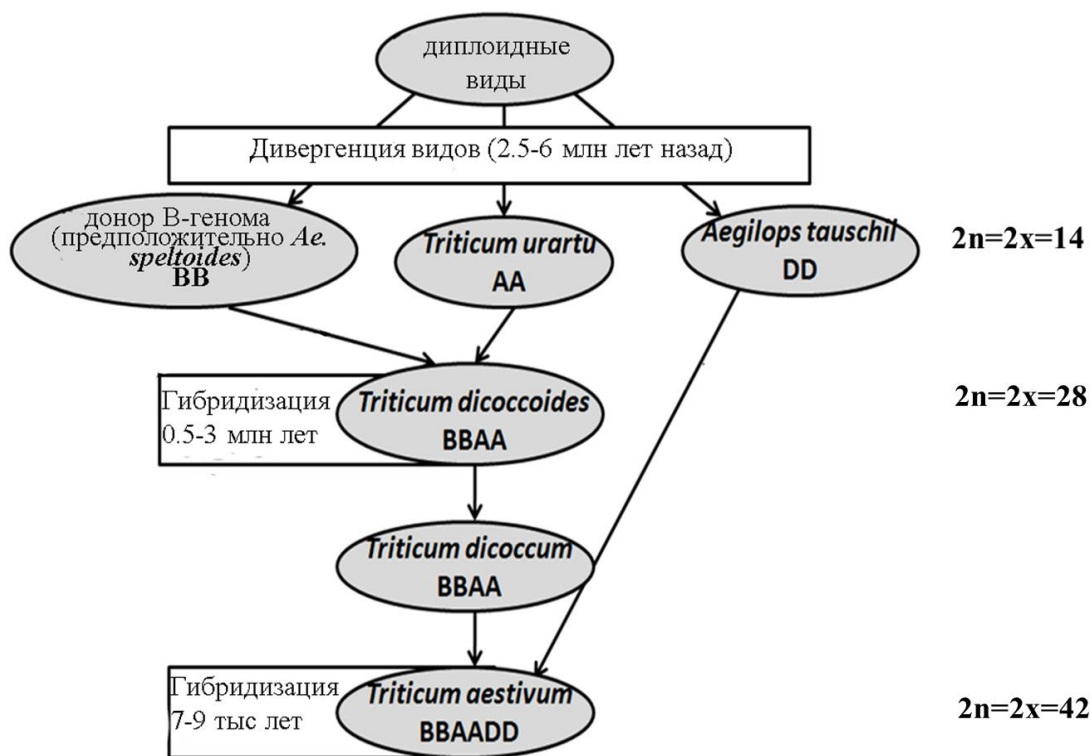 диплоидные
виды
Дивергенция видов (2.5-6 млн лет назад)
донор В-генома
(предположительно Ae.
speltoides)
BB
Triticum urartu
AA
Aegilops tauschil
DD
2n=2x=14
Гибридизация
0.5-3 млн лет
Triticum dicoccoides
BBAA
2n=2x=28
Triticum dicoccum
BBAA
Гибридизация
7-9 тыс лет
Triticum aestivum
BBAADD
2n=2x=42